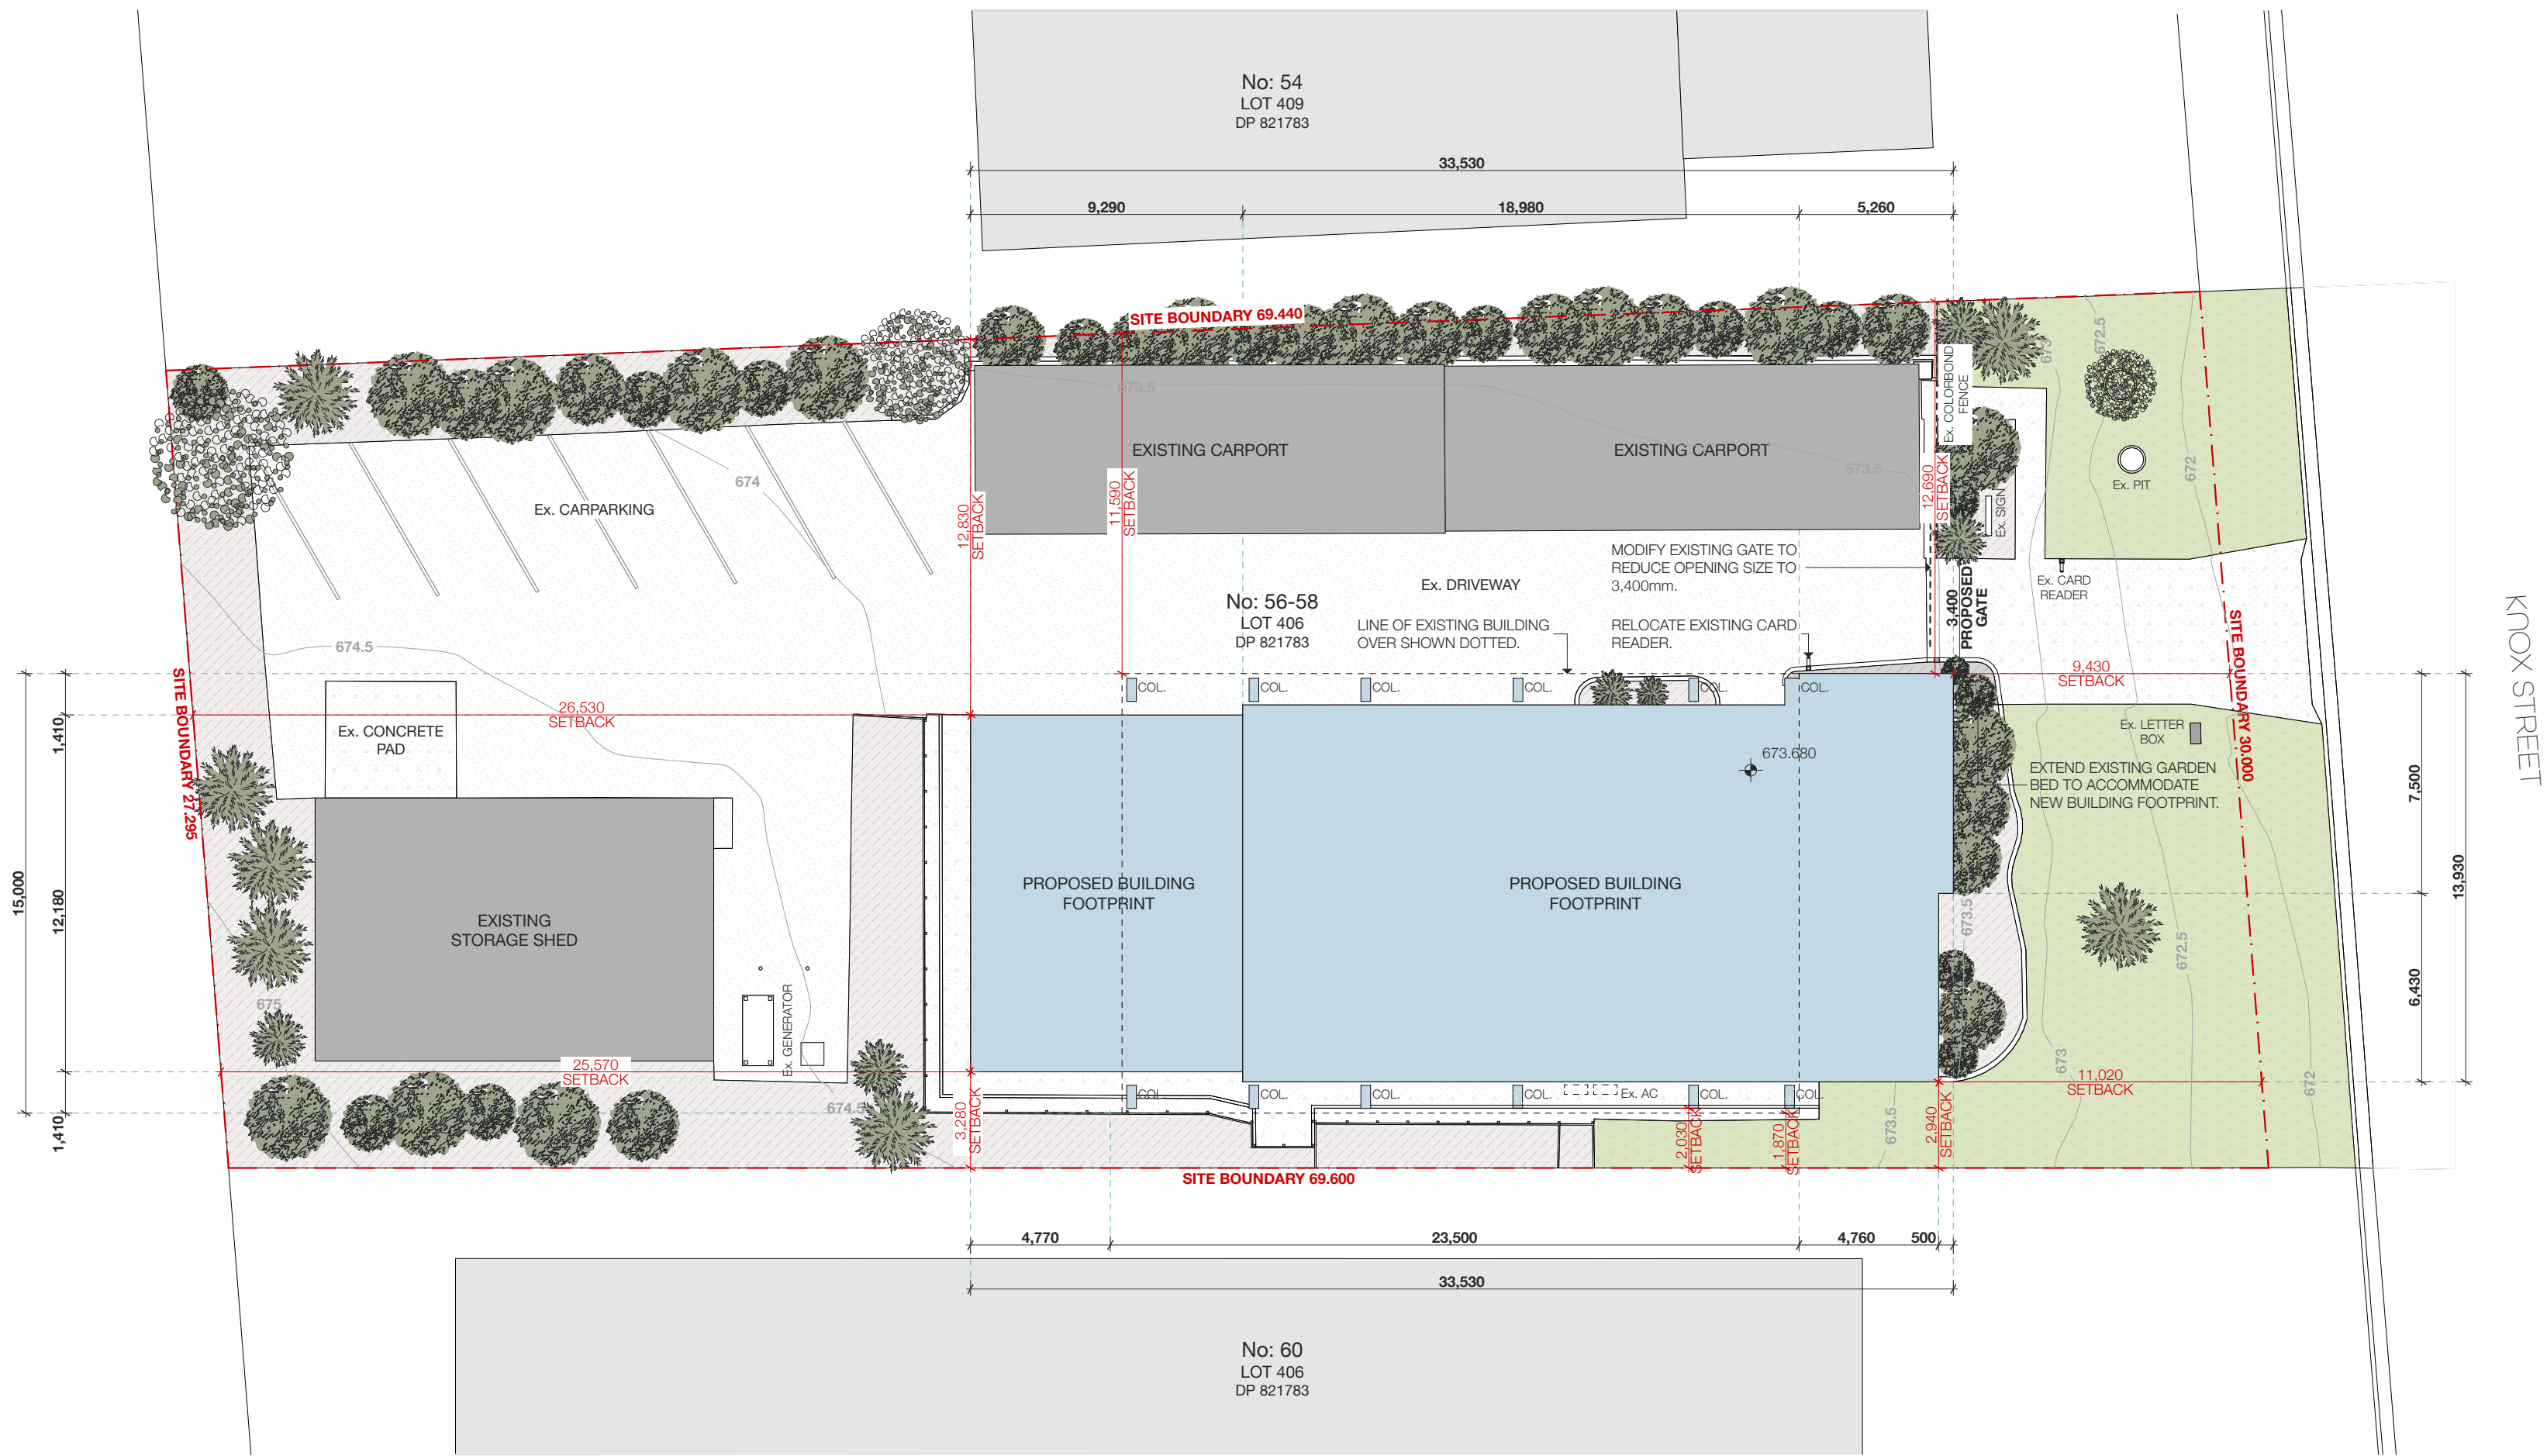 No: 54
LOT 409
DP 821783
33,530
9,290
18,980
5,260
SITE BOUNDARY 69.440
673.5
673
672.5
Ex. COLORBOND
FENCE
EXISTING CARPORT
EXISTING CARPORT
673.5
672
Ex. PIT
674
Ex. CARPARKING
12,830
SETBACK
11,590
SETBACK
12,690
SETBACK
Ex. SIGN
MODIFY EXISTING GATE TO
REDUCE OPENING SIZE TO
3,400mm.
Ex. DRIVEWAY
3,400
PROPOSED
GATE
Ex. CARD
READER
No: 56-58
LOT 406
DP 821783
LINE OF EXISTING BUILDING
OVER SHOWN DOTTED.
RELOCATE EXISTING CARD
READER.
KNOX STREET
674.5
SITE BOUNDARY 27.295
SITE BOUNDARY 30.000
9,430
SETBACK
COL.
COL.
COL.
COL.
COL.
COL.
26,530
SETBACK
1,410
Ex. CONCRETE
PAD
Ex. LETTER
BOX
673.680
EXTEND EXISTING GARDEN
BED TO ACCOMMODATE
NEW BUILDING FOOTPRINT.
7,500
15,000
12,180
13,930
PROPOSED BUILDING
FOOTPRINT
PROPOSED BUILDING
FOOTPRINT
EXISTING
STORAGE SHED
673.5
672.5
6,430
675
Ex. GENERATOR
25,570
SETBACK
673
672
11,020
SETBACK
COL.
COL.
COL.
COL.
Ex. AC
COL.
COL.
674.5
1,410
3,280
SETBACK
2,030
SETBACK
1,870
SETBACK
673.5
2,940
SETBACK
SITE BOUNDARY 69.600
4,770
23,500
4,760
500
33,530
No: 60
LOT 406
DP 821783